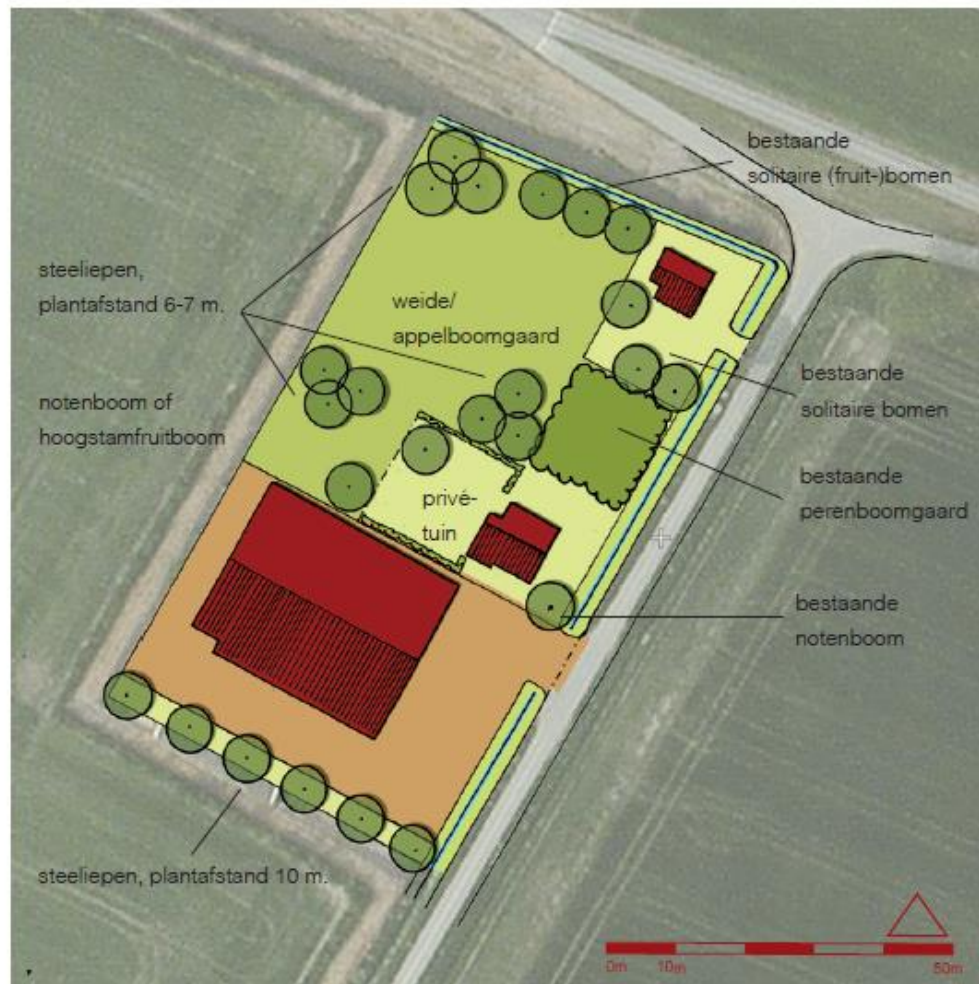 bestaande
solitaire (fruit-)bomen
steeliepen,
plantafstand 6-7 m.
weide/
appelboomgaard
notenboom of
hoogstamfruitboom
bestaande
solitaire bomen
privé-
tuin
bestaande
perenboomgaard
bestaande
notenboom
steeliepen, plantafstand 10 m.
0m 10m 50m